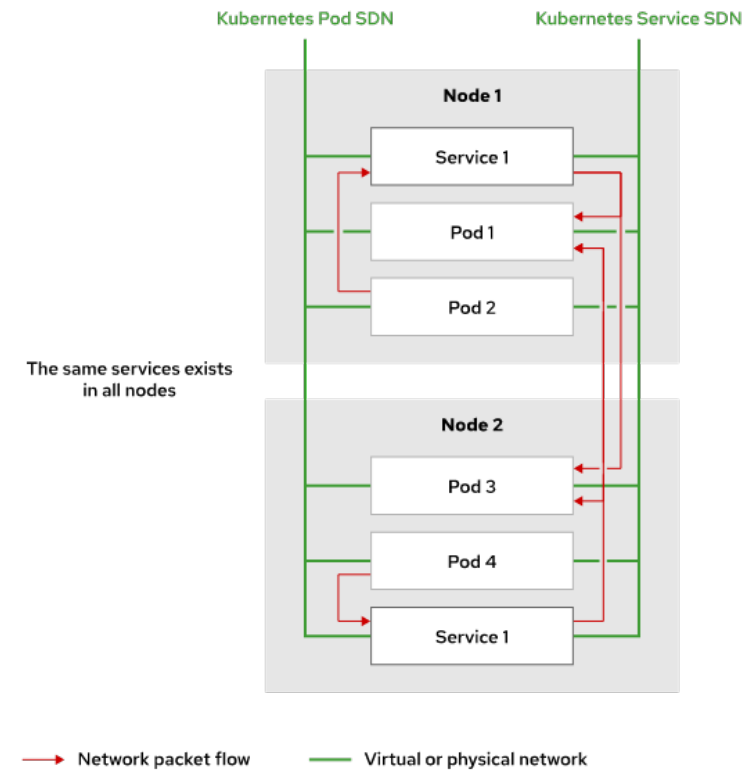 Kubernetes Pod SDN
Kubernetes Service SDN
Node 1
Service 1
Pod 1
Pod 2
The same services exists
in all nodes
Node 2
Pod 3
Pod 4
Service 1
Network packet flow
Virtual or physical network